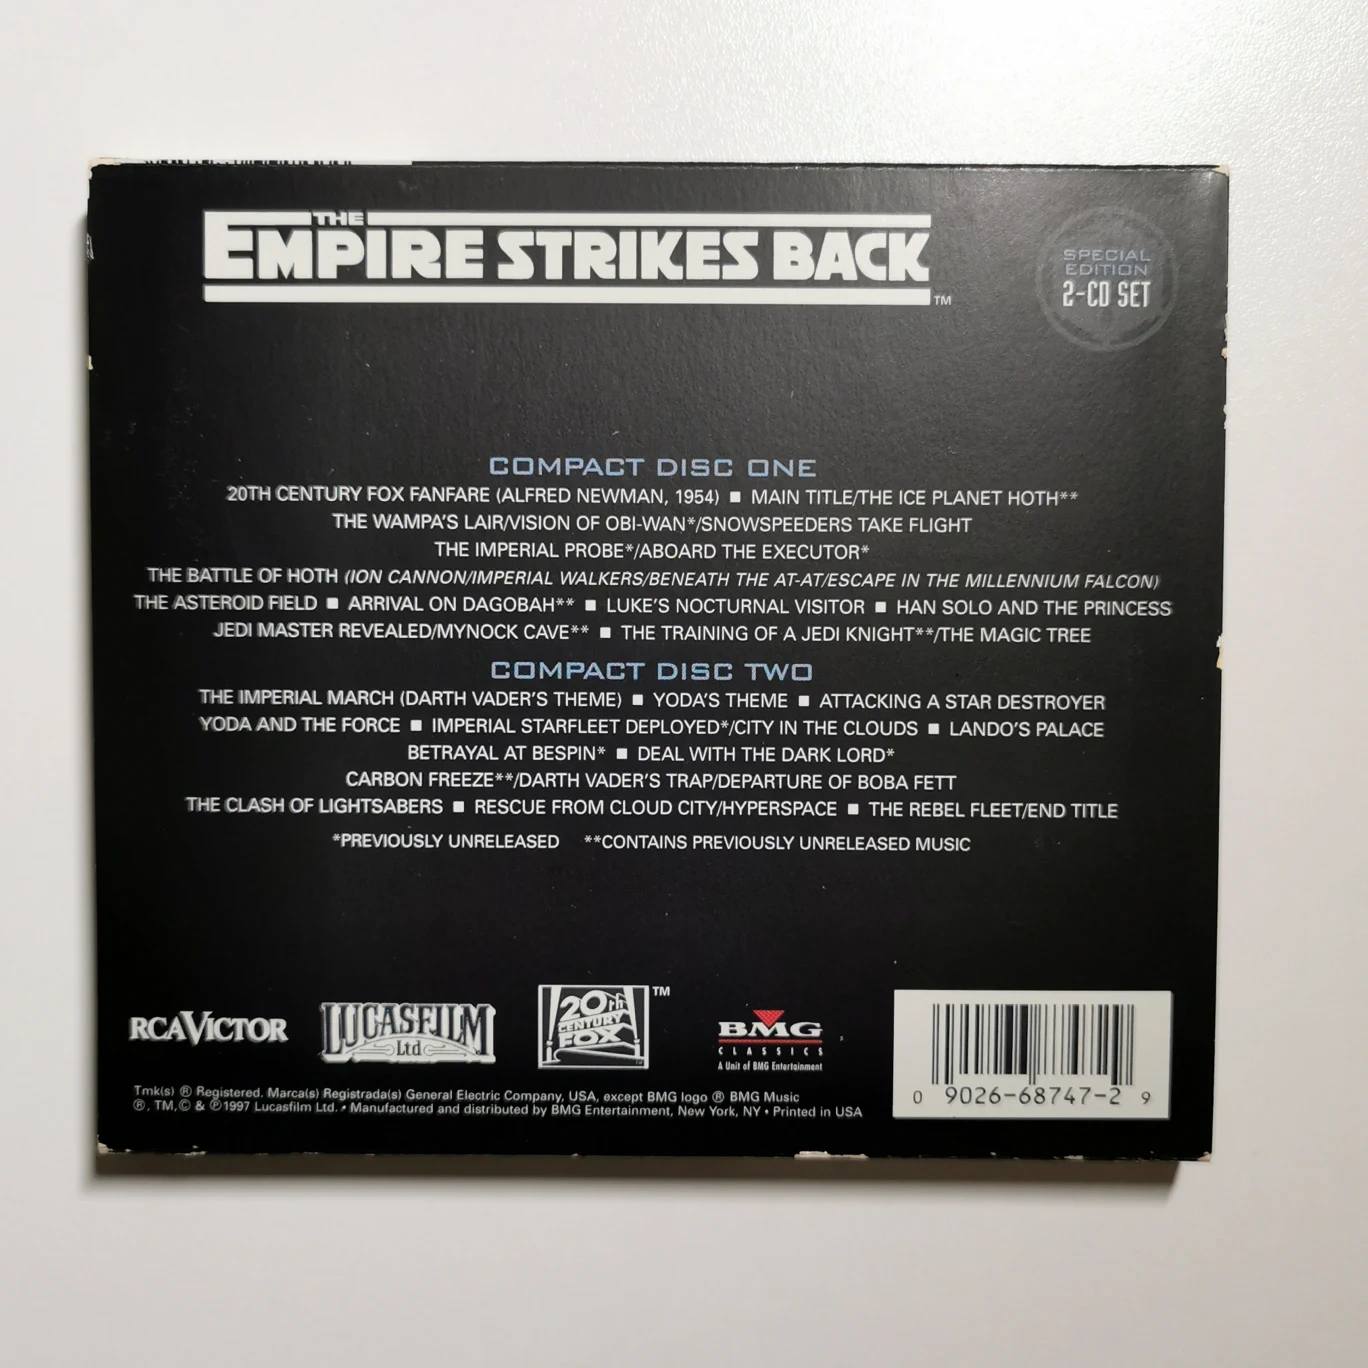 THE
EMPIRE STRIKES BACK
TM
SPECIAL
EDITION
2-CD SET
COMPACT DISC ONE
20TH CENTURY FOX FANFARE (ALFRED NEWMAN, 1954) ■ MAIN TITLE/THE ICE PLANET HOTH**
THE WAMPA'S LAIR/VISION OF OBI-WAN*/SNOWSPEEDERS TAKE FLIGHT
THE IMPERIAL PROBE*/ABOARD THE EXECUTOR*
THE BATTLE OF HOTH (ION CANNON/IMPERIAL WALKERS/BENEATH THE AT-AT/ESCAPE IN THE MILLENNIUM FALCON)
THE ASTEROID FIELD ■ ARRIVAL ON DAGOBAH** ■ LUKE'S NOCTURNAL VISITOR ■ HAN SOLO AND THE PRINCESS
JEDI MASTER REVEALED/MYNOCK CAVE** ■ THE TRAINING OF A JEDI KNIGHT**/THE MAGIC TREE
COMPACT DISC TWO
THE IMPERIAL MARCH (DARTH VADER'S THEME) ■ YODA'S THEME ■ ATTACKING A STAR DESTROYER
YODA AND THE FORCE ■ IMPERIAL STARFLEET DEPLOYED*/CITY IN THE CLOUDS ■ LANDO'S PALACE
BETRAYAL AT BESPIN* ■ DEAL WITH THE DARK LORD*
CARBON FREEZE**/DARTH VADER'S TRAP/DEPARTURE OF BOBA FETT
THE CLASH OF LIGHTSABERS ■ RESCUE FROM CLOUD CITY/HYPERSPACE ■ THE REBEL FLEET/END TITLE
*PREVIOUSLY UNRELEASED **CONTAINS PREVIOUSLY UNRELEASED MUSIC
RCA VICTOR
LUCASFILM
Ltd
20th
CENTURY
FOX
TM
BMG
CLASSICS
A Unit of BMG Entertainment
Tmk(s) ® Registered. Marca(s) Registrada(s) General Electric Company, USA, except BMG logo ® BMG Music
®, TM, © & ℗ 1997 Lucasfilm Ltd. • Manufactured and distributed by BMG Entertainment, New York, NY • Printed in USA
0 9026-68747-2 9